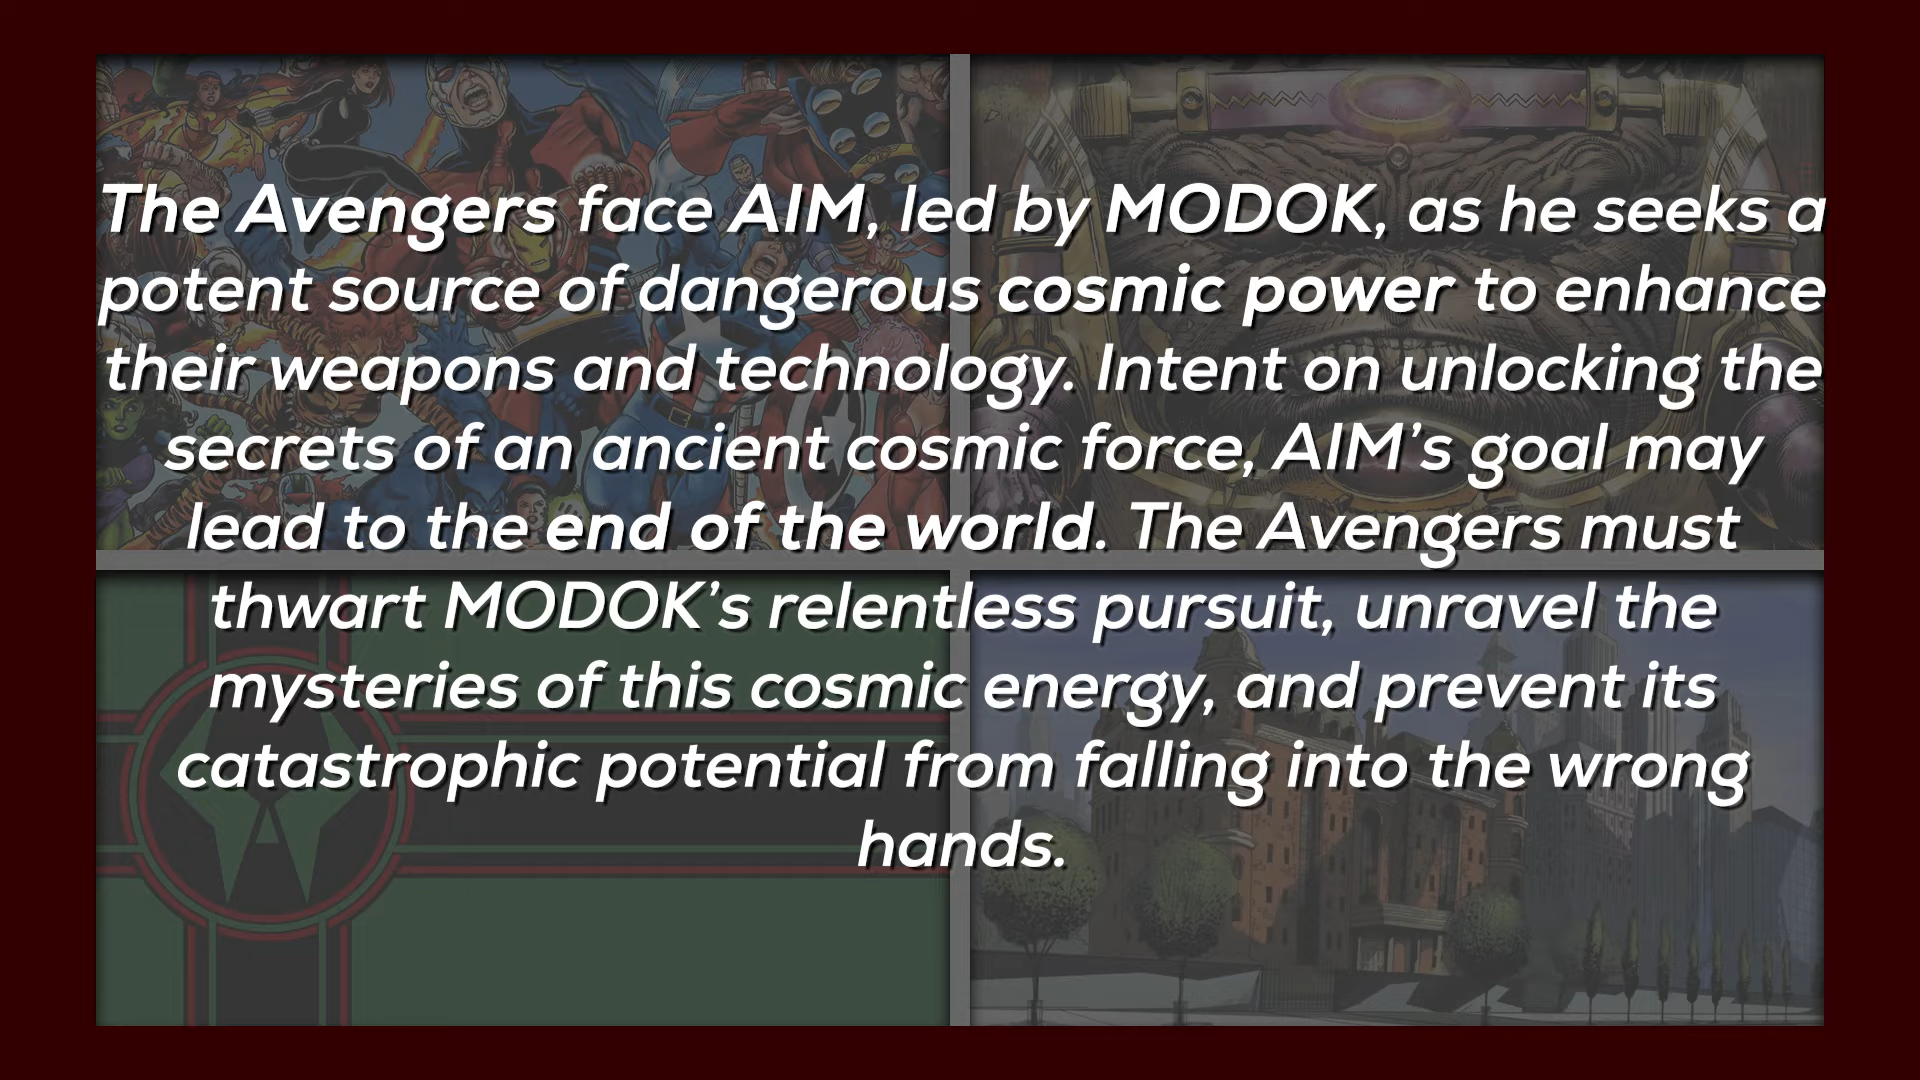 The Avengers face AIM, led by MODOK, as he seeks a
potent source of dangerous cosmic power to enhance
their weapons and technology. Intent on unlocking the
secrets of an ancient cosmic force, AIM’s goal may
lead to the end of the world. The Avengers must
thwart MODOK’s relentless pursuit, unravel the
mysteries of this cosmic energy, and prevent its
catastrophic potential from falling into the wrong
hands.